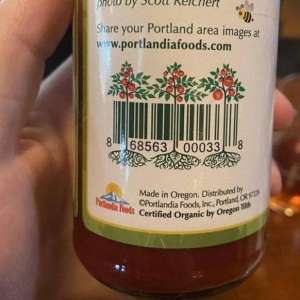 photo by Scott Reichert
Share your Portland area images at
www.portlandiafoods.com
8 68563 00033 8
Portlandia Foods
Made in Oregon. Distributed by
©Portlandia Foods, Inc., Portland, OR 97239
Certified Organic by Oregon Tilth